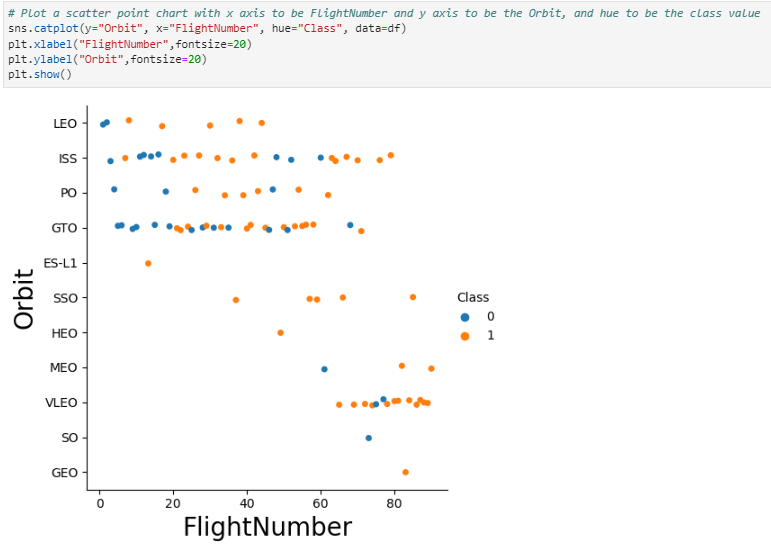 # Plot a scatter point chart with x axis to be FlightNumber and y axis to be the Orbit, and hue to be the class value
sns.catplot(y="Orbit", x="FlightNumber", hue="Class", data=df)
plt.xlabel("FlightNumber",fontsize=20)
plt.ylabel("Orbit",fontsize=20)
plt.show()
LEO
ISS
PO
GTO
ES-L1
SSO
HEO
MEO
VLEO
SO
GEO
Orbit
Class
0
1
0 20 40 60 80
FlightNumber